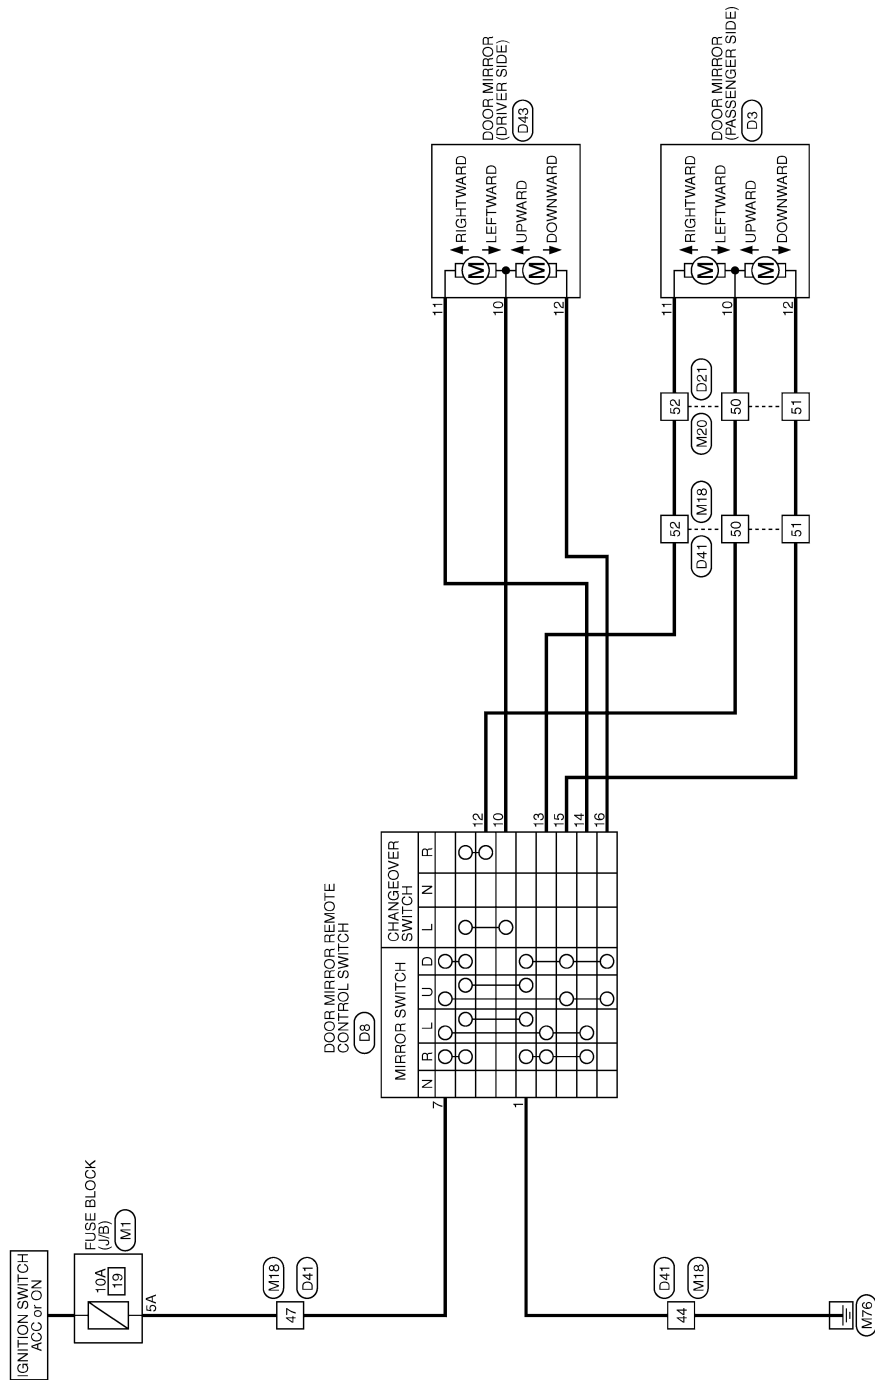 IGNITION SWITCH
ACC or ON
FUSE BLOCK
(J/B)
M1
10A
19
5A
M18
47
D41
D41
44
M18
M76
DOOR MIRROR REMOTE
CONTROL SWITCH
D8
MIRROR SWITCH
CHANGEOVER
SWITCH
N R L U D L N R
7
1
12
10
13
15
14
16
DOOR MIRROR
(DRIVER SIDE)
D43
11
M
RIGHTWARD
LEFTWARD
10
M
UPWARD
DOWNWARD
12
52
D41
M18
50
51
52
M20
D21
50
51
DOOR MIRROR
(PASSENGER SIDE)
D3
11
M
RIGHTWARD
LEFTWARD
10
M
UPWARD
DOWNWARD
12